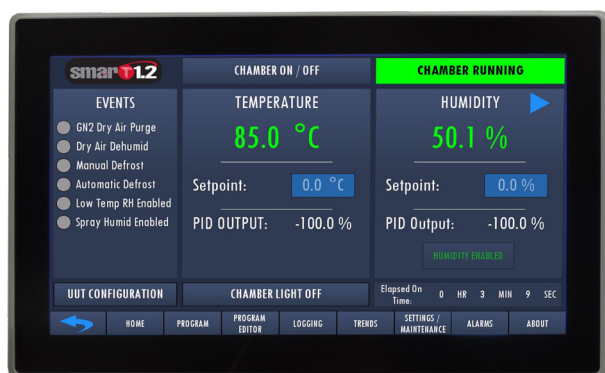 smarT1.2
CHAMBER ON / OFF
CHAMBER RUNNING
EVENTS
GN2 Dry Air Purge
Dry Air Dehumid
Manual Defrost
Automatic Defrost
Low Temp RH Enabled
Spray Humid Enabled
TEMPERATURE
85.0 °C
Setpoint: 0.0 °C
PID OUTPUT: -100.0 %
HUMIDITY
50.1 %
Setpoint: 0.0 %
PID Output: -100.0 %
HUMIDITY ENABLED
UUT CONFIGURATION
CHAMBER LIGHT OFF
Elapsed On
Time: 0 HR 3 MIN 9 SEC
HOME
PROGRAM
PROGRAM
EDITOR
LOGGING
TRENDS
SETTINGS /
MAINTENANCE
ALARMS
ABOUT